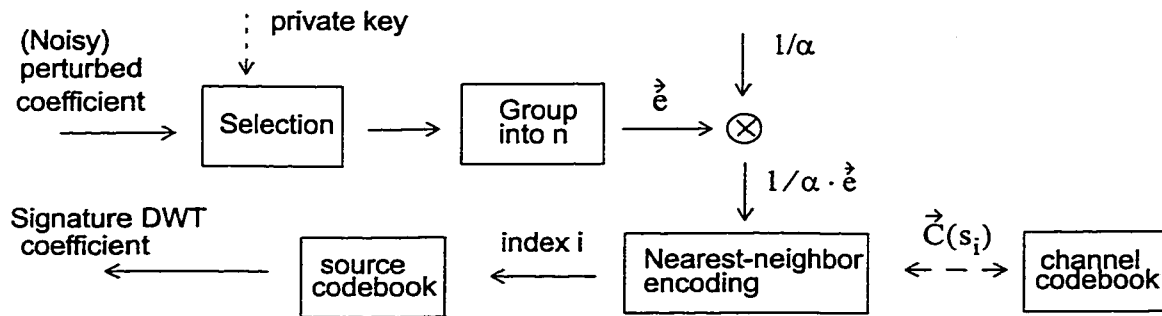 private key
(Noisy)
perturbed
coefficient
1/α
Selection
Group
into n
e⃗
1/α · e⃗
Signature DWT
coefficient
source
codebook
index i
Nearest-neighbor
encoding
C⃗(sᵢ)
channel
codebook